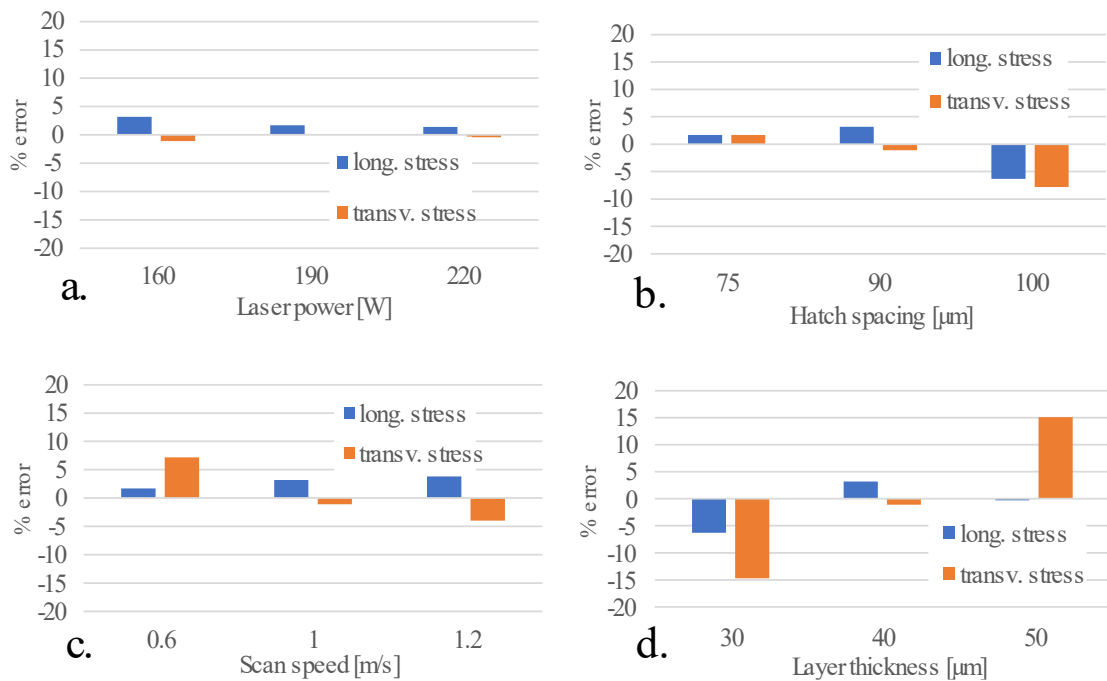 20
15
10
5
0
-5
-10
-15
-20
% error
long. stress
transv. stress
160 190 220
Laser power [W]
a.
20
15
10
5
0
-5
-10
-15
-20
% error
long. stress
transv. stress
75 90 100
Hatch spacing [µm]
b.
20
15
10
5
0
-5
-10
-15
-20
% error
long. stress
transv. stress
0.6 1 1.2
Scan speed [m/s]
c.
20
15
10
5
0
-5
-10
-15
-20
% error
long. stress
transv. stress
30 40 50
Layer thickness [µm]
d.